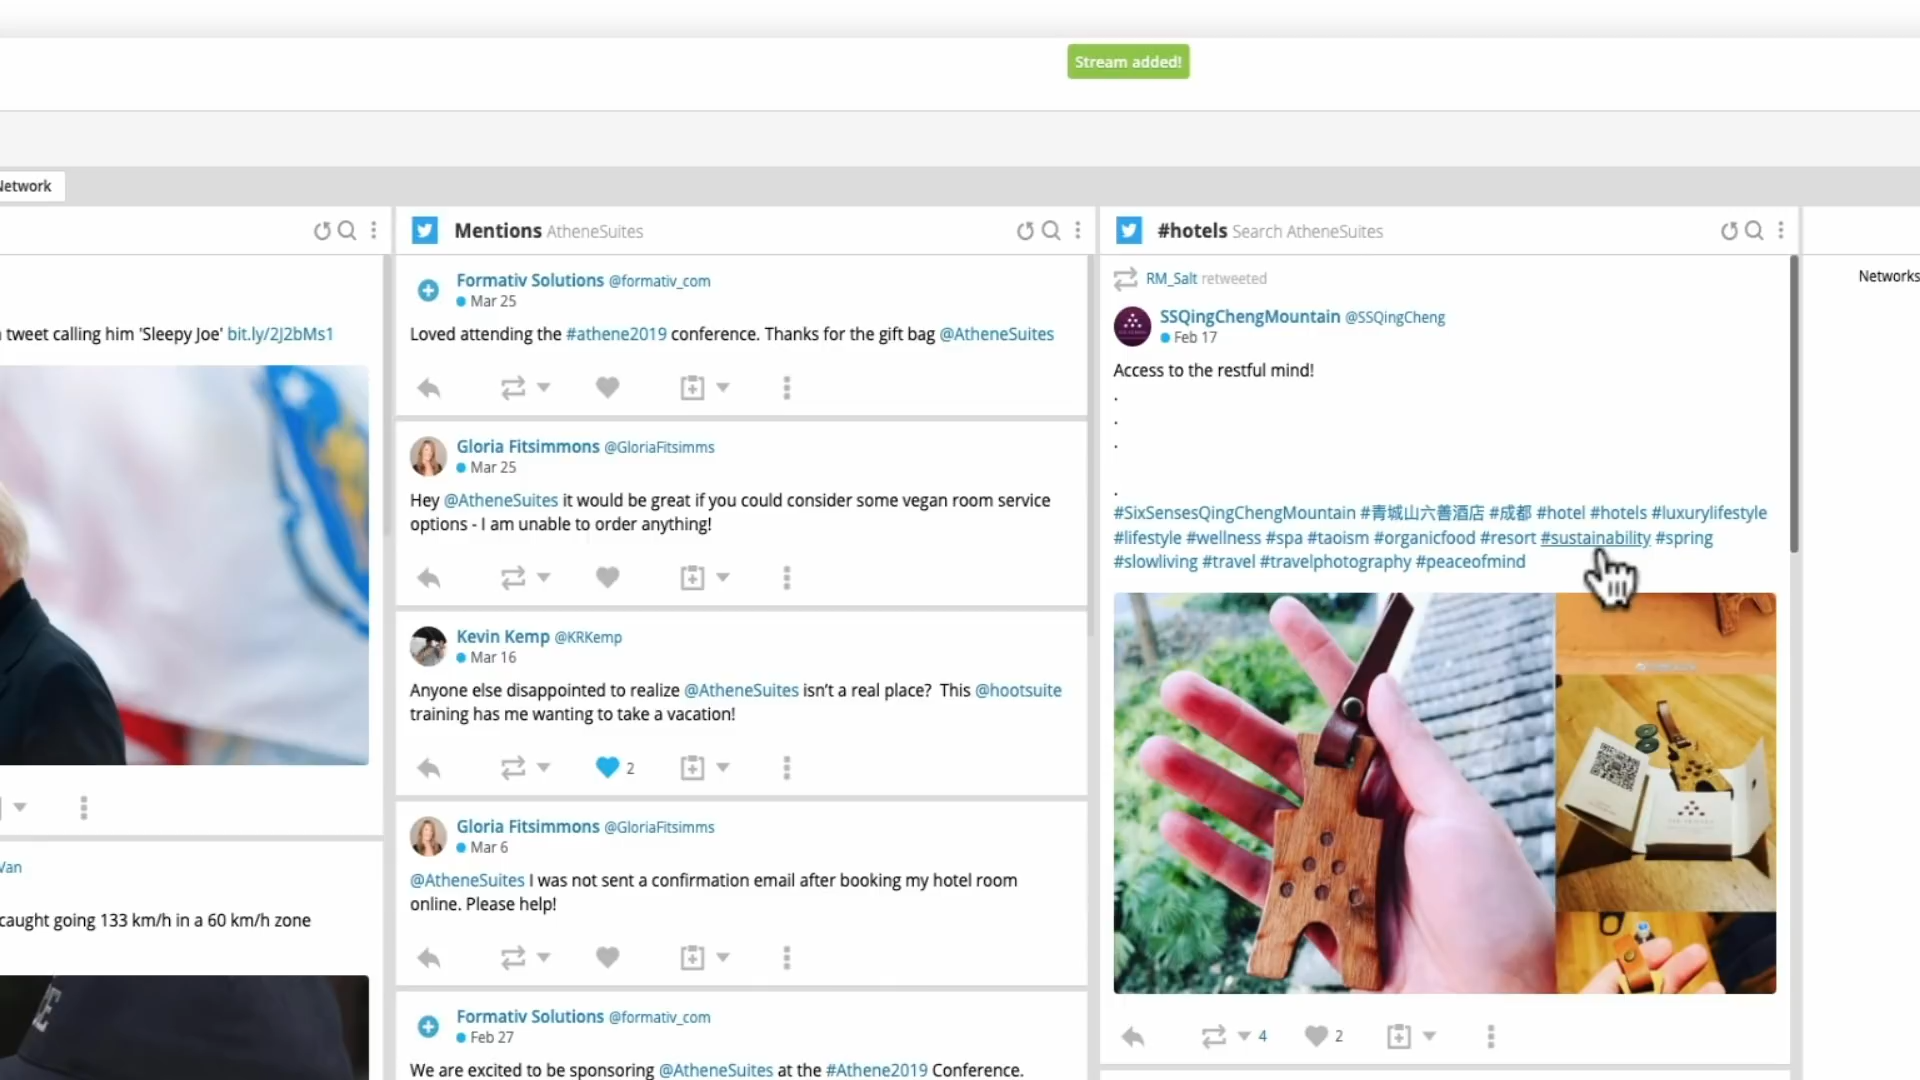 Stream added!
Network
tweet calling him 'Sleepy Joe' bit.ly/2J2bMs1
Van
caught going 133 km/h in a 60 km/h zone
Mentions AtheneSuites
Formativ Solutions @formativ_com
Mar 25
Loved attending the #athene2019 conference. Thanks for the gift bag @AtheneSuites
Gloria Fitsimmons @GloriaFitsimms
Mar 25
Hey @AtheneSuites it would be great if you could consider some vegan room service
options - I am unable to order anything!
Kevin Kemp @KRKemp
Mar 16
Anyone else disappointed to realize @AtheneSuites isn't a real place? This @hootsuite
training has me wanting to take a vacation!
2
Gloria Fitsimmons @GloriaFitsimms
Mar 6
@AtheneSuites I was not sent a confirmation email after booking my hotel room
online. Please help!
Formativ Solutions @formativ_com
Feb 27
We are excited to be sponsoring @AtheneSuites at the #Athene2019 Conference.
#hotels Search AtheneSuites
RM_Salt retweeted
SSQingChengMountain @SSQingCheng
Feb 17
Access to the restful mind!
.
.
.
.
#SixSensesQingChengMountain #青城山六善酒店 #成都 #hotel #hotels #luxurylifestyle
#lifestyle #wellness #spa #taoism #organicfood #resort #sustainability #spring
#slowliving #travel #travelphotography #peaceofmind
4 2
Networks